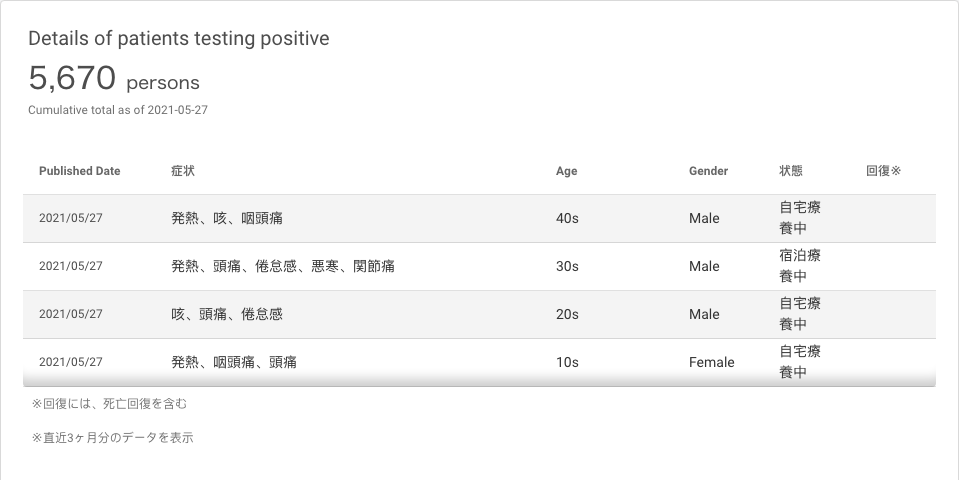 Details of patients testing positive
5,670 persons
Cumulative total as of 2021-05-27
Published Date 症状 Age Gender 状態 回復※
2021/05/27 発熱、咳、咽頭痛 40s Male 自宅療
養中
2021/05/27 発熱、頭痛、倦怠感、悪寒、関節痛 30s Male 宿泊療
養中
2021/05/27 咳、頭痛、倦怠感 20s Male 自宅療
養中
2021/05/27 発熱、咽頭痛、頭痛 10s Female 自宅療
養中
※回復には、死亡回復を含む
※直近3ヶ月分のデータを表示